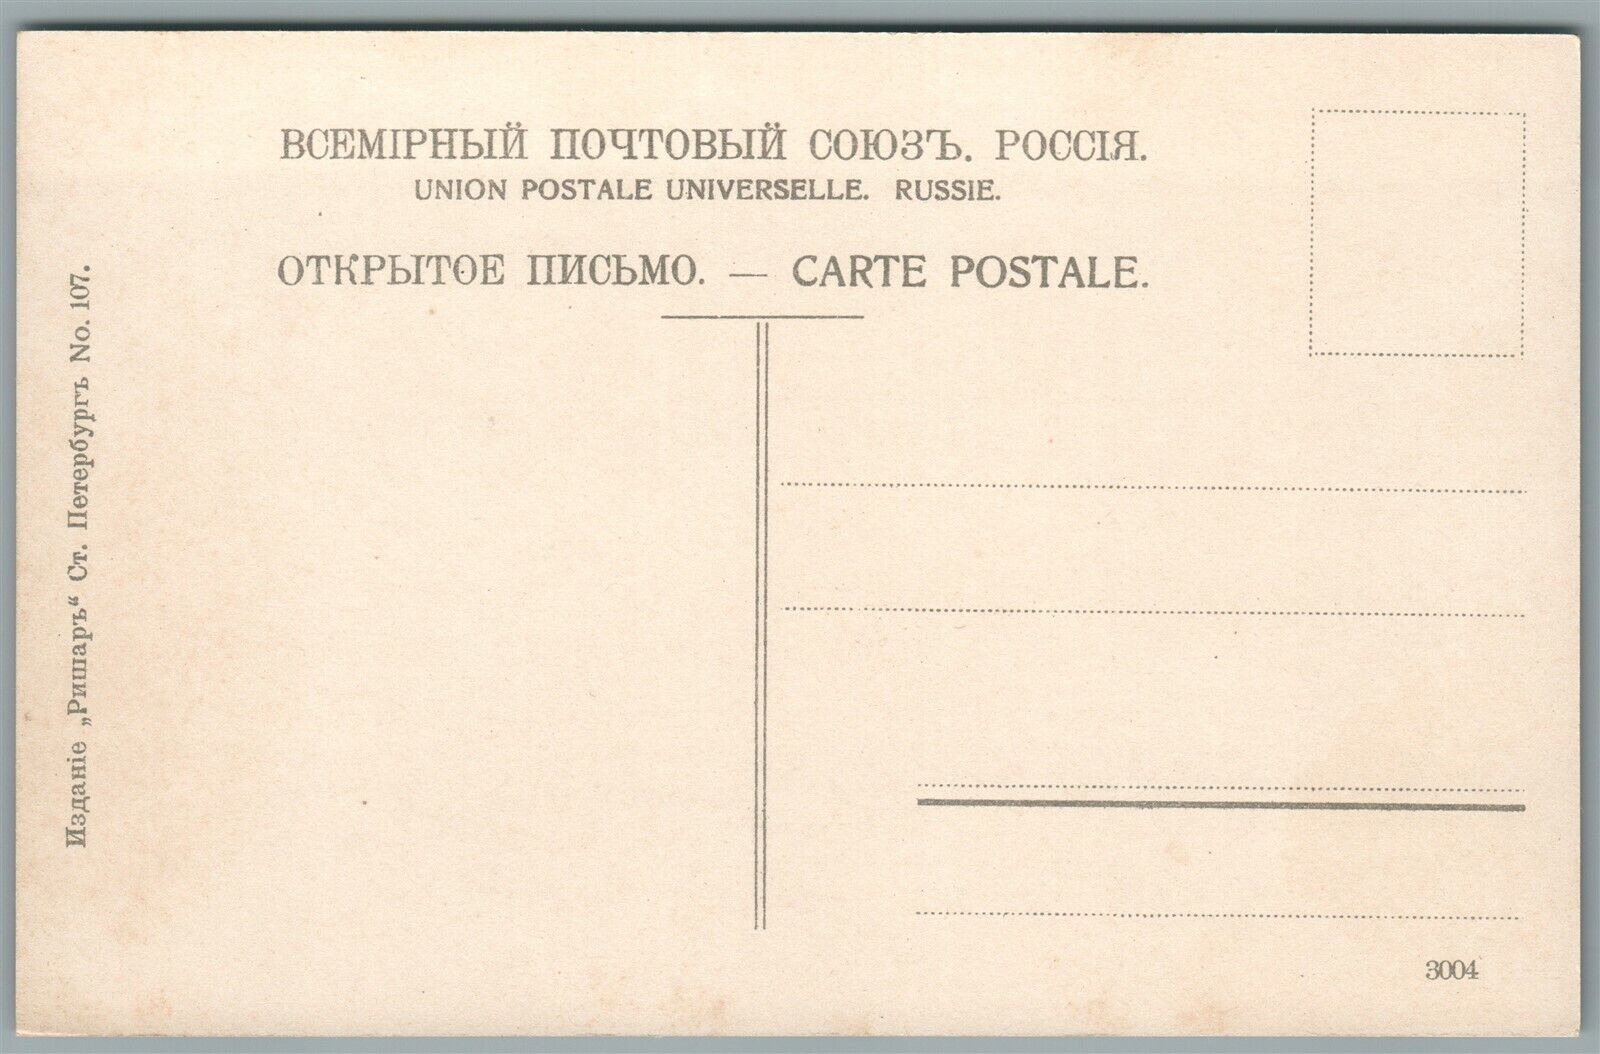 ВСЕМІРНЫЙ ПОЧТОВЫЙ СОЮЗЪ. РОССІЯ.
UNION POSTALE UNIVERSELLE. RUSSIE.
ОТКРЫТОЕ ПИСЬМО. — CARTE POSTALE.
Изданіе „Ришаръ“ Ст. Петербургъ No. 107.
3004